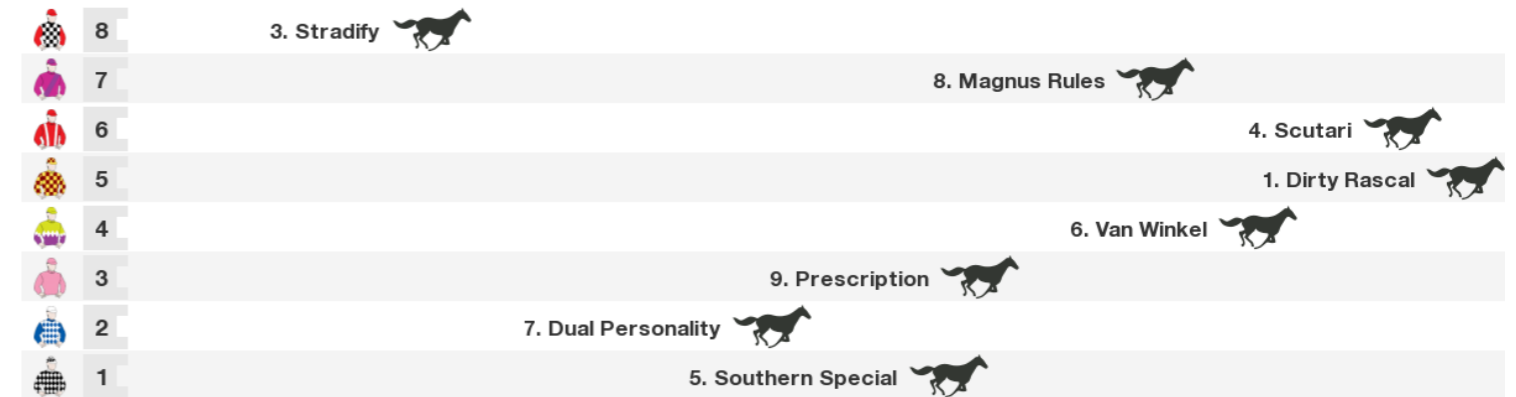 8 3. Stradify
7 8. Magnus Rules
6 4. Scutari
5 1. Dirty Rascal
4 6. Van Winkel
3 9. Prescription
2 7. Dual Personality
1 5. Southern Special